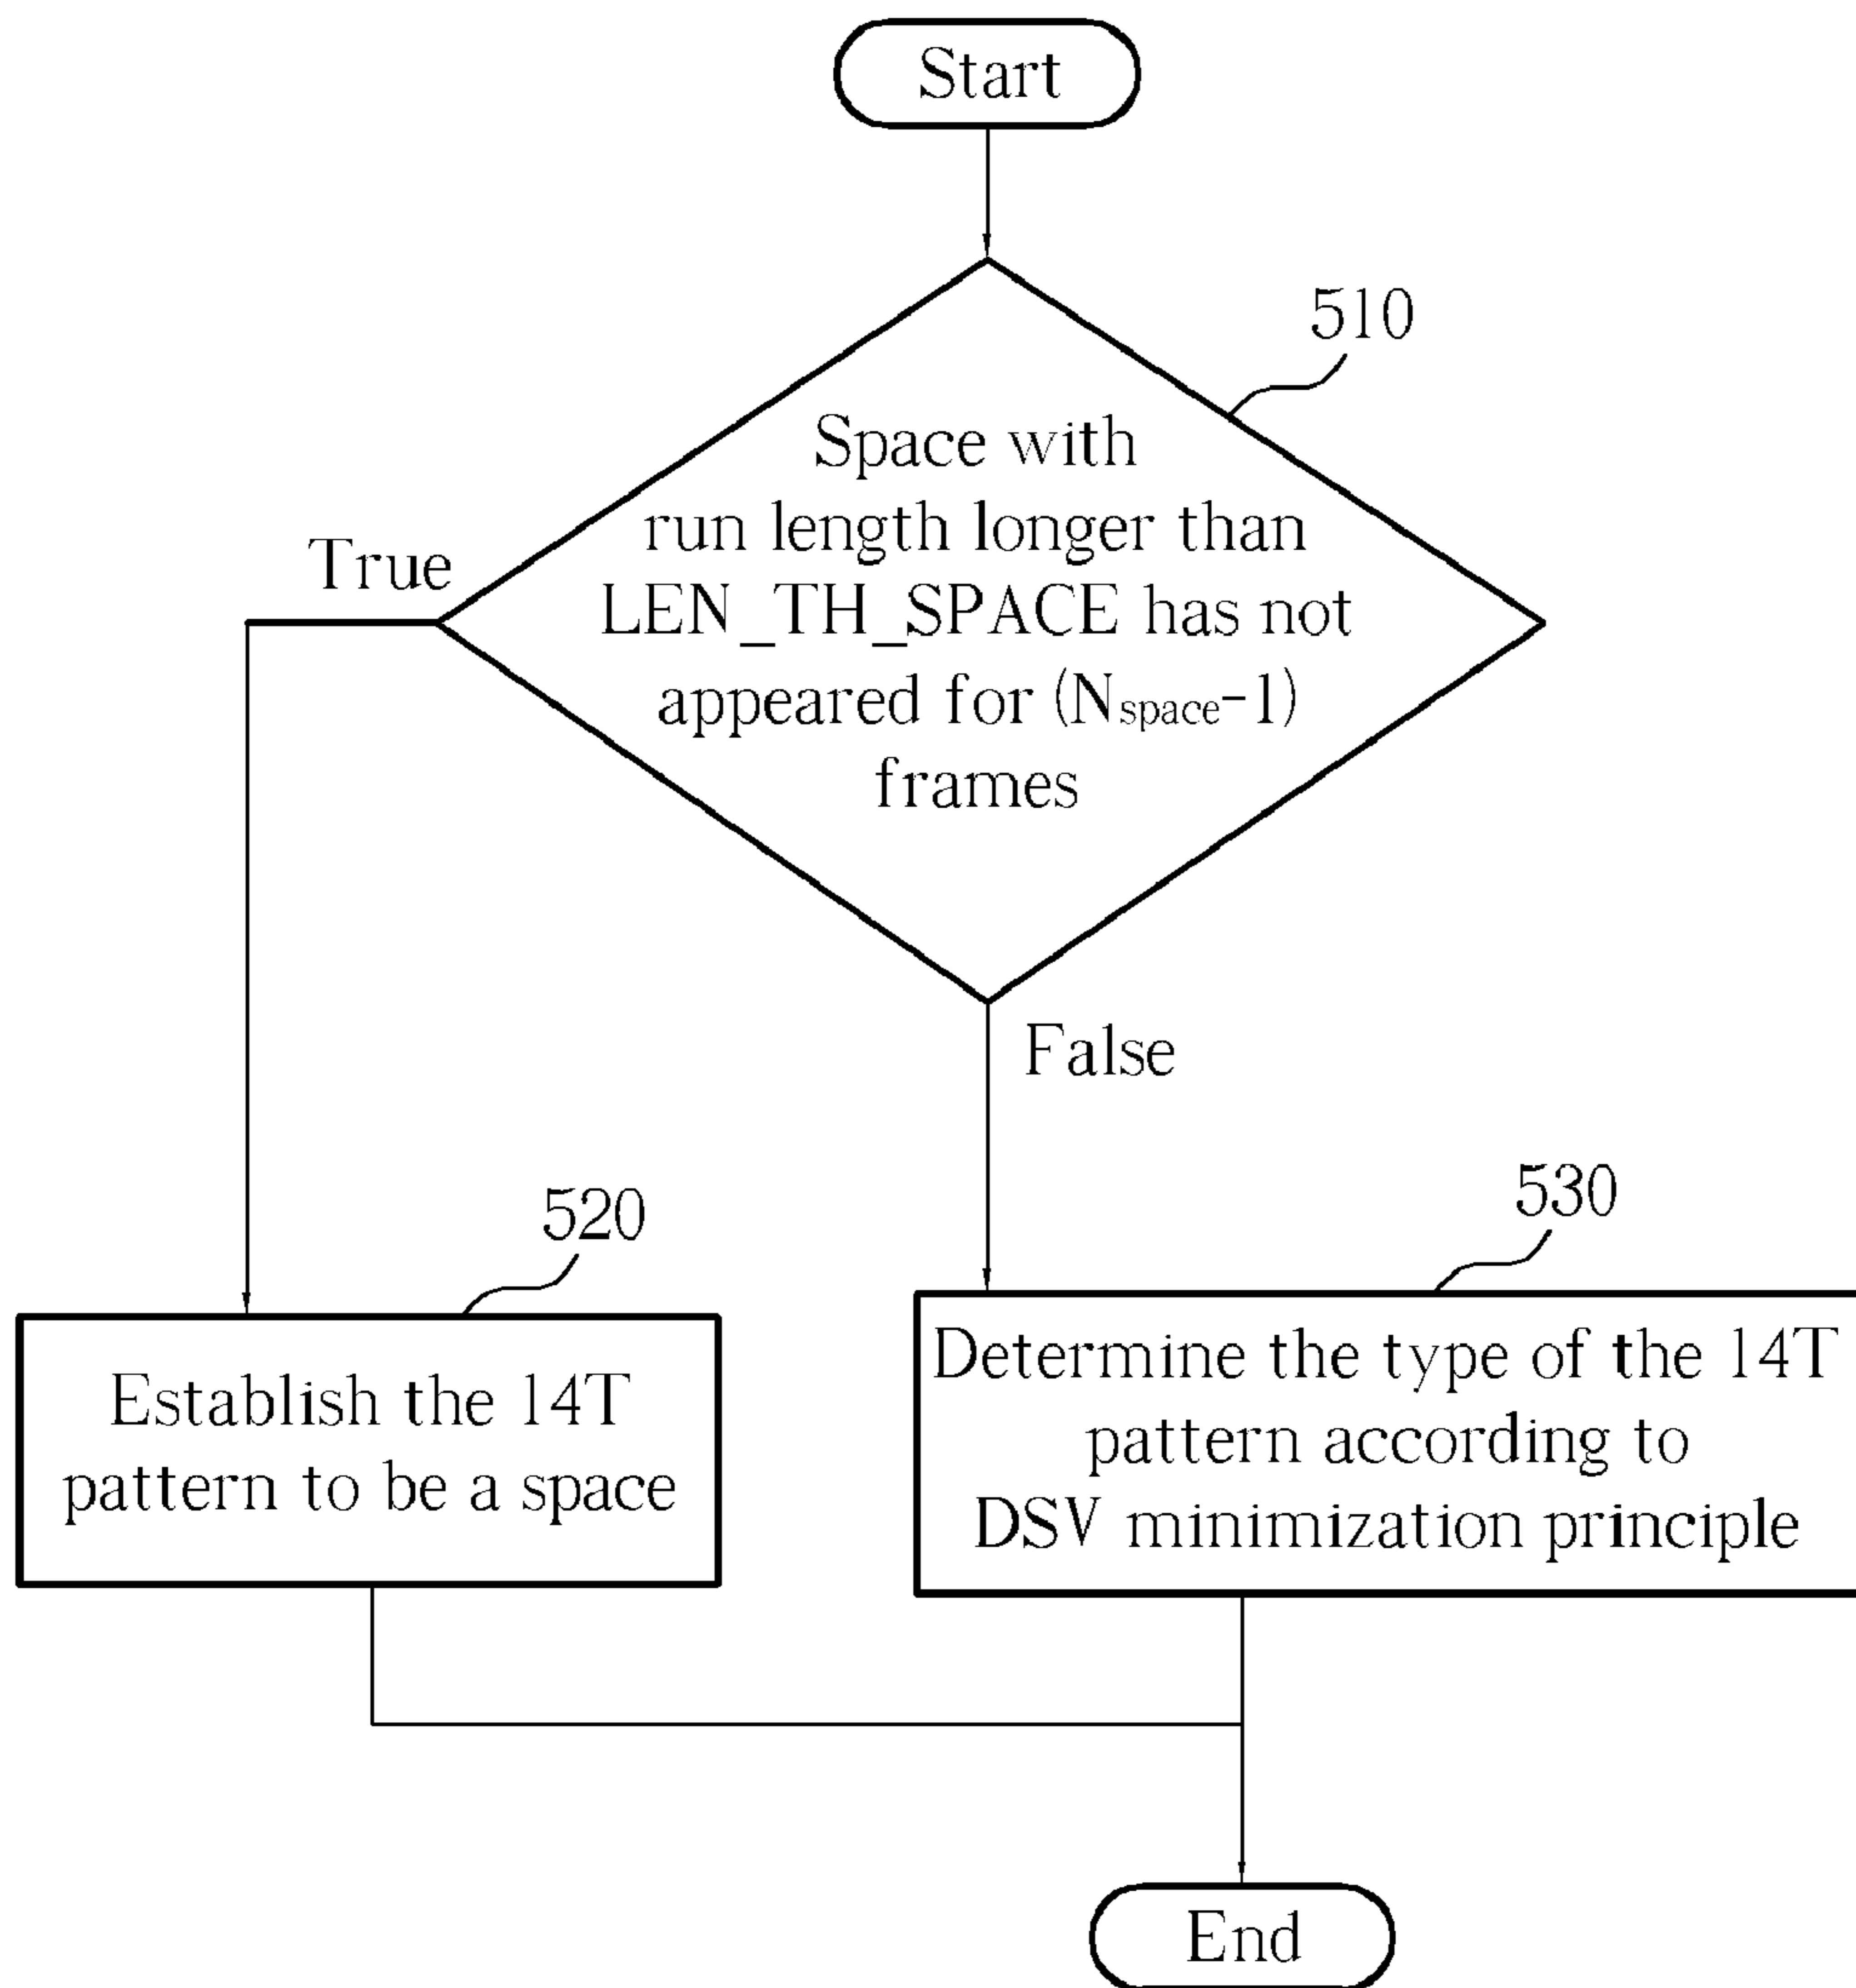 Start
510
Space with
run length longer than
LEN_TH_SPACE has not
appeared for (Nspace-1)
frames
True
False
520
530
Establish the 14T
pattern to be a space
Determine the type of the 14T
pattern according to
DSV minimization principle
End